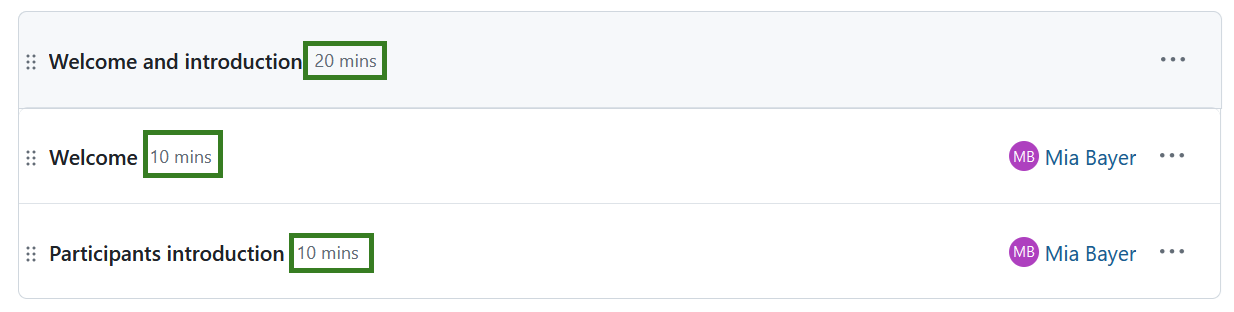 Welcome and introduction 20 mins
Welcome 10 mins MB Mia Bayer
Participants introduction 10 mins MB Mia Bayer